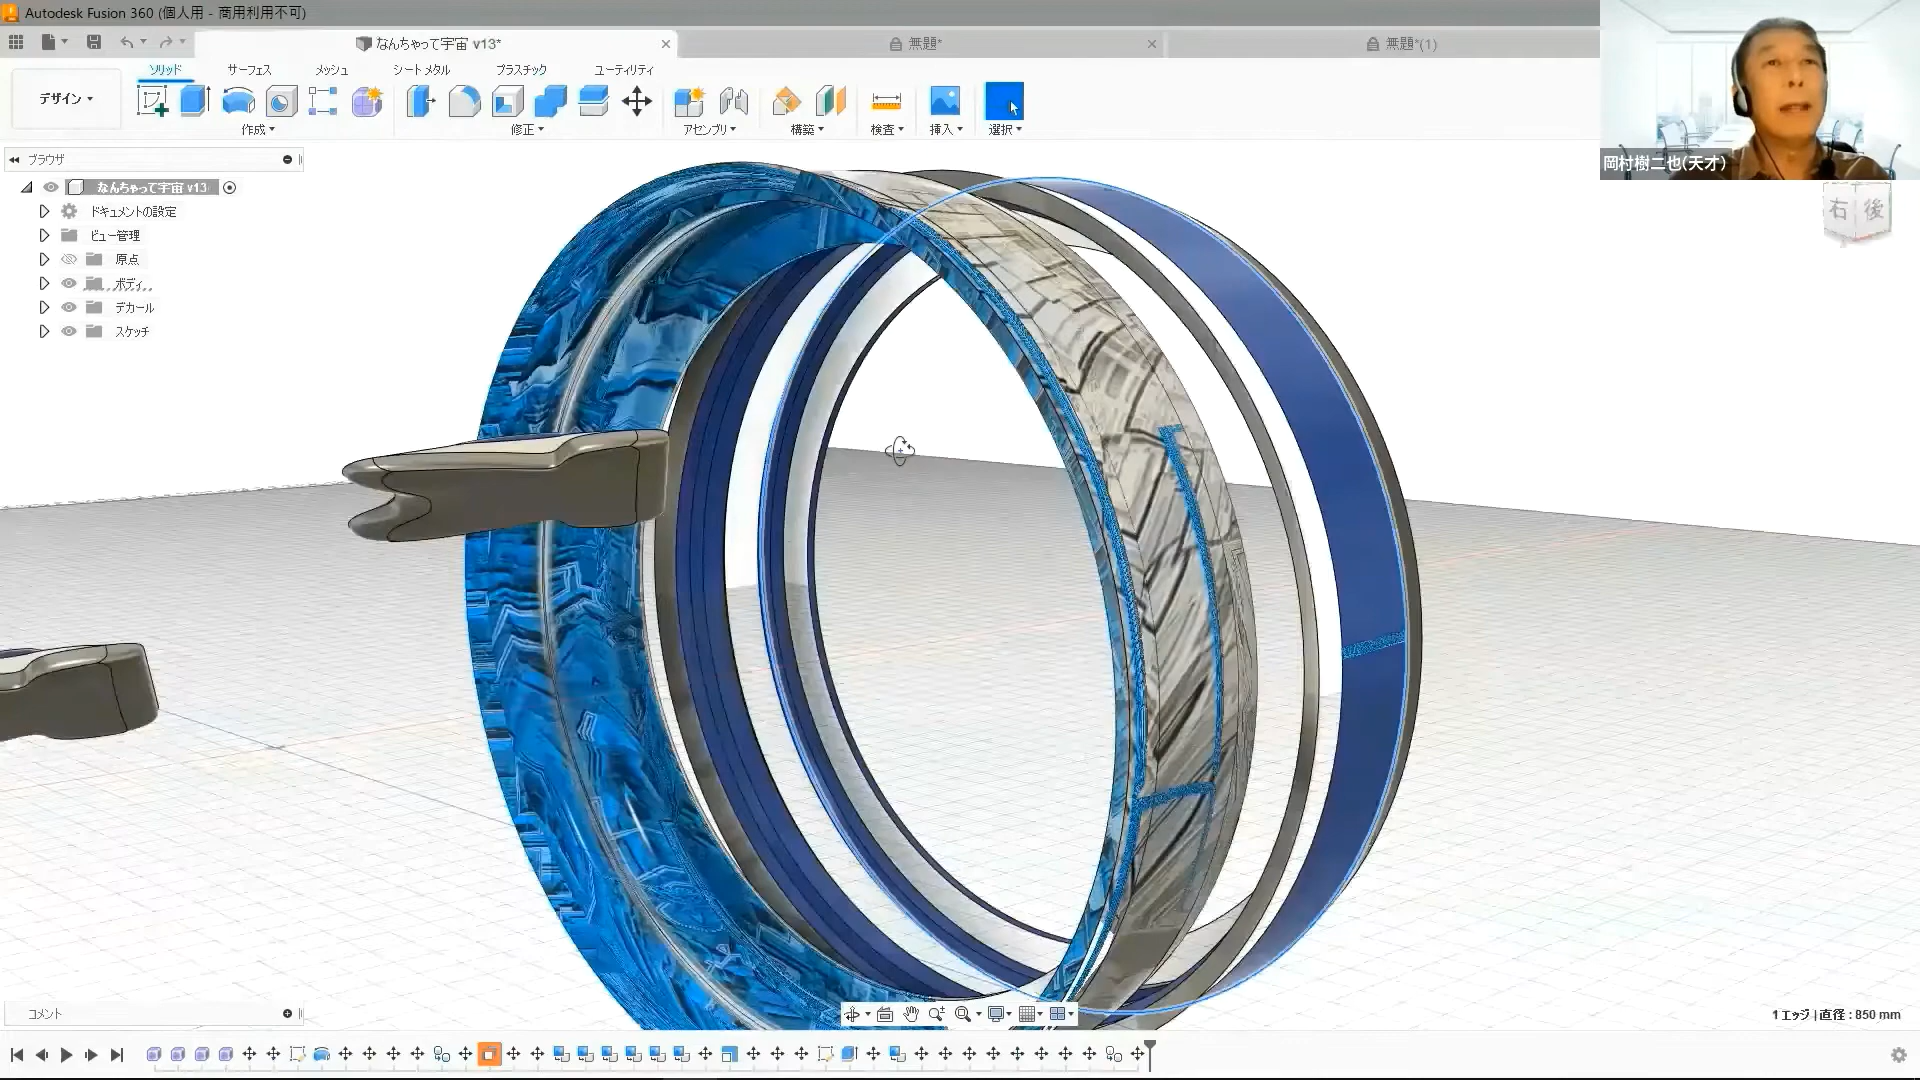 Autodesk Fusion 360 (個人用 - 商用利用不可)
なんちゃって宇宙 v13*
無題*
無題*(1)
デザイン
ソリッド
サーフェス
メッシュ
シート メタル
プラスチック
ユーティリティ
作成
修正
アセンブリ
構築
検査
挿入
選択
岡村樹二也(天才)
ブラウザ
右
後
なんちゃって宇宙 v13
ドキュメントの設定
ビュー管理
原点
ボディ
デカール
スケッチ
コメント
1 エッジ | 直径 : 850 mm